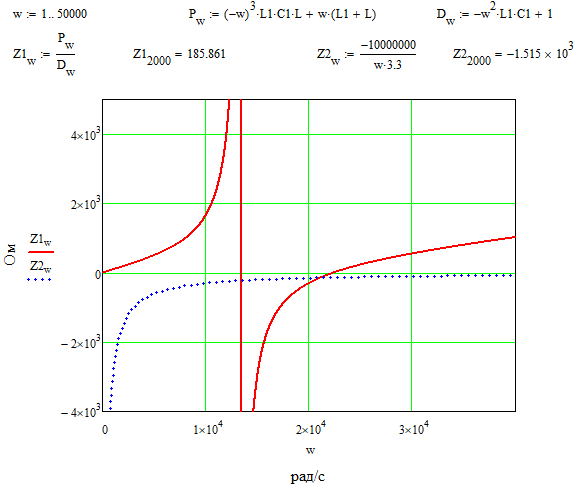 w := 1.. 50000 P_w := (−w)^3·L1·C1·L + w·(L1 + L) D_w := −w^2·L1·C1 + 1
Z1_w := P_w/D_w Z1_2000 = 185.861 Z2_w := −10000000/(w·3.3) Z2_2000 = −1.515 × 10^3
4×10^3
2×10^3
Ом
Z1_w
Z2_w
0
−2×10^3
−4×10^3
0 1×10^4 2×10^4 3×10^4
w
рад/с